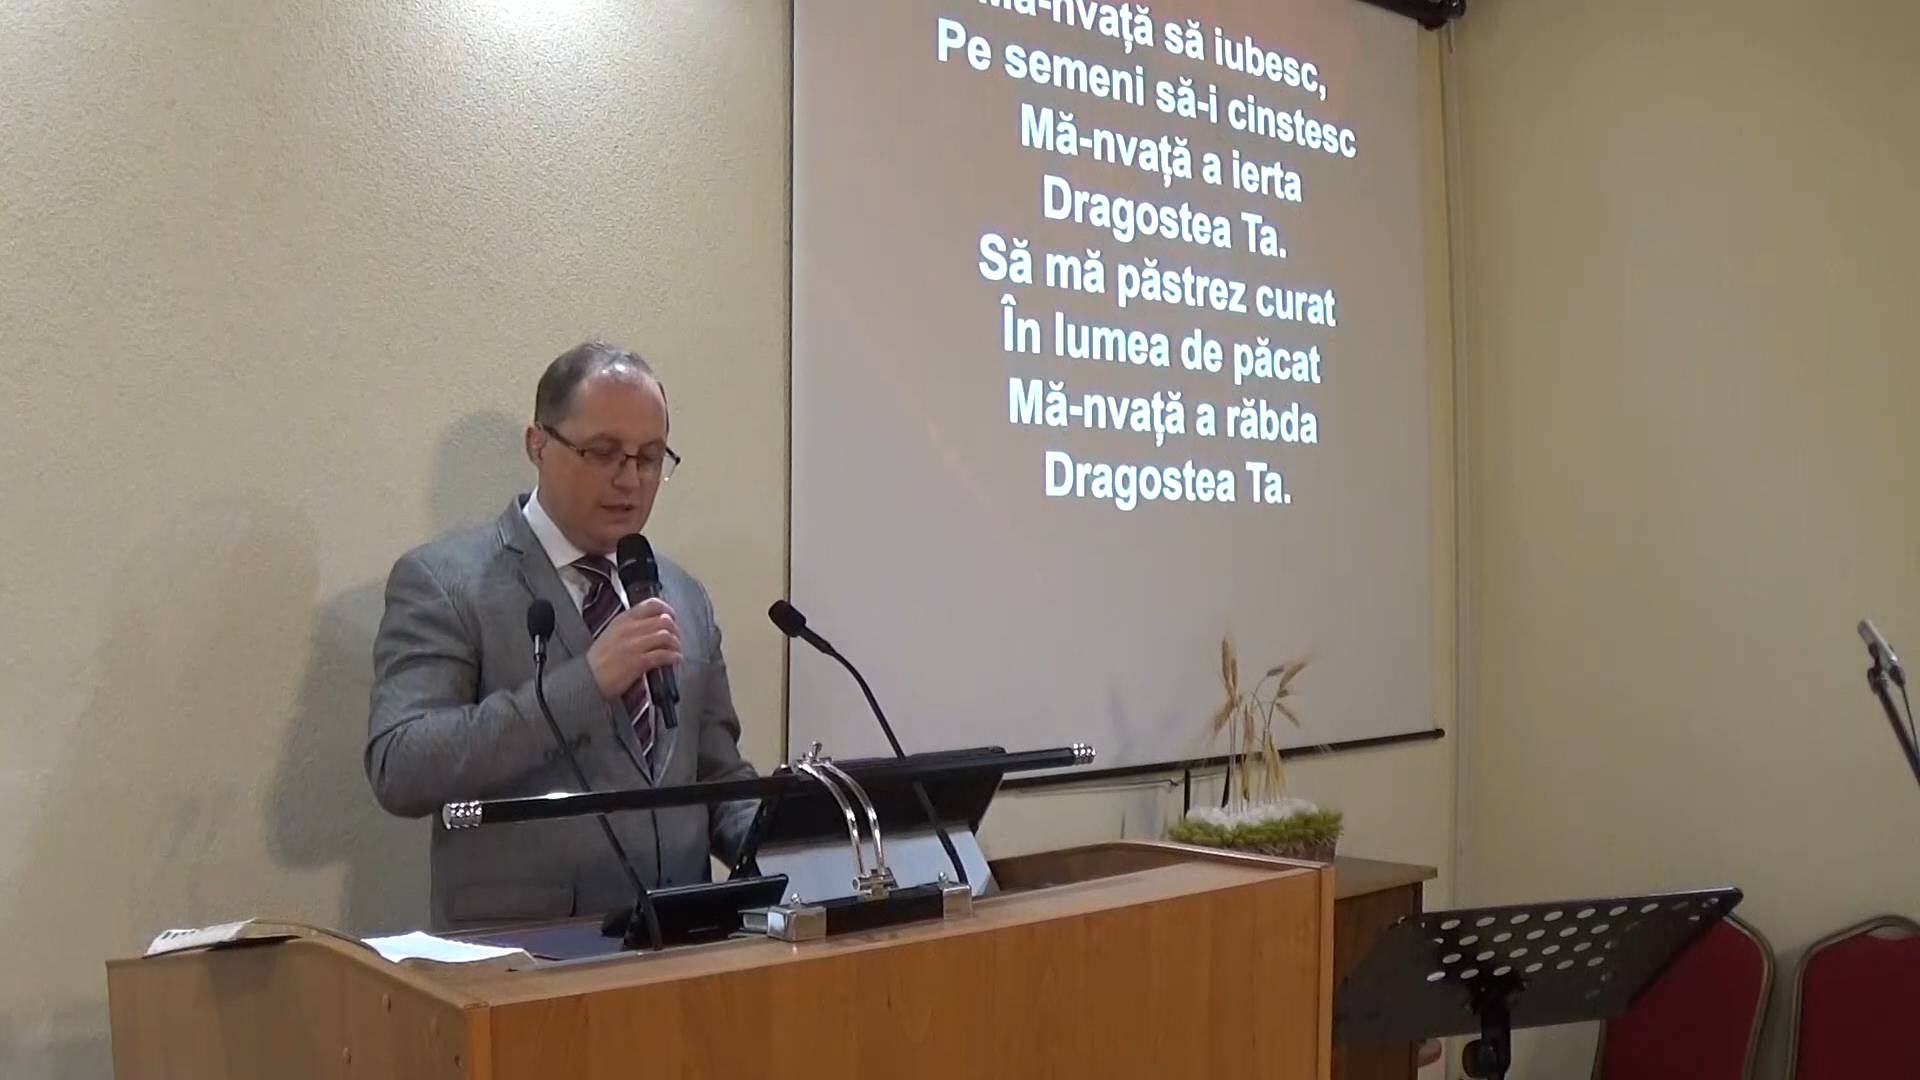 Mă-nvață să iubesc,
Pe semeni să-i cinstesc
Mă-nvață a ierta
Dragostea Ta.
Să mă păstrez curat
În lumea de păcat
Mă-nvață a răbda
Dragostea Ta.